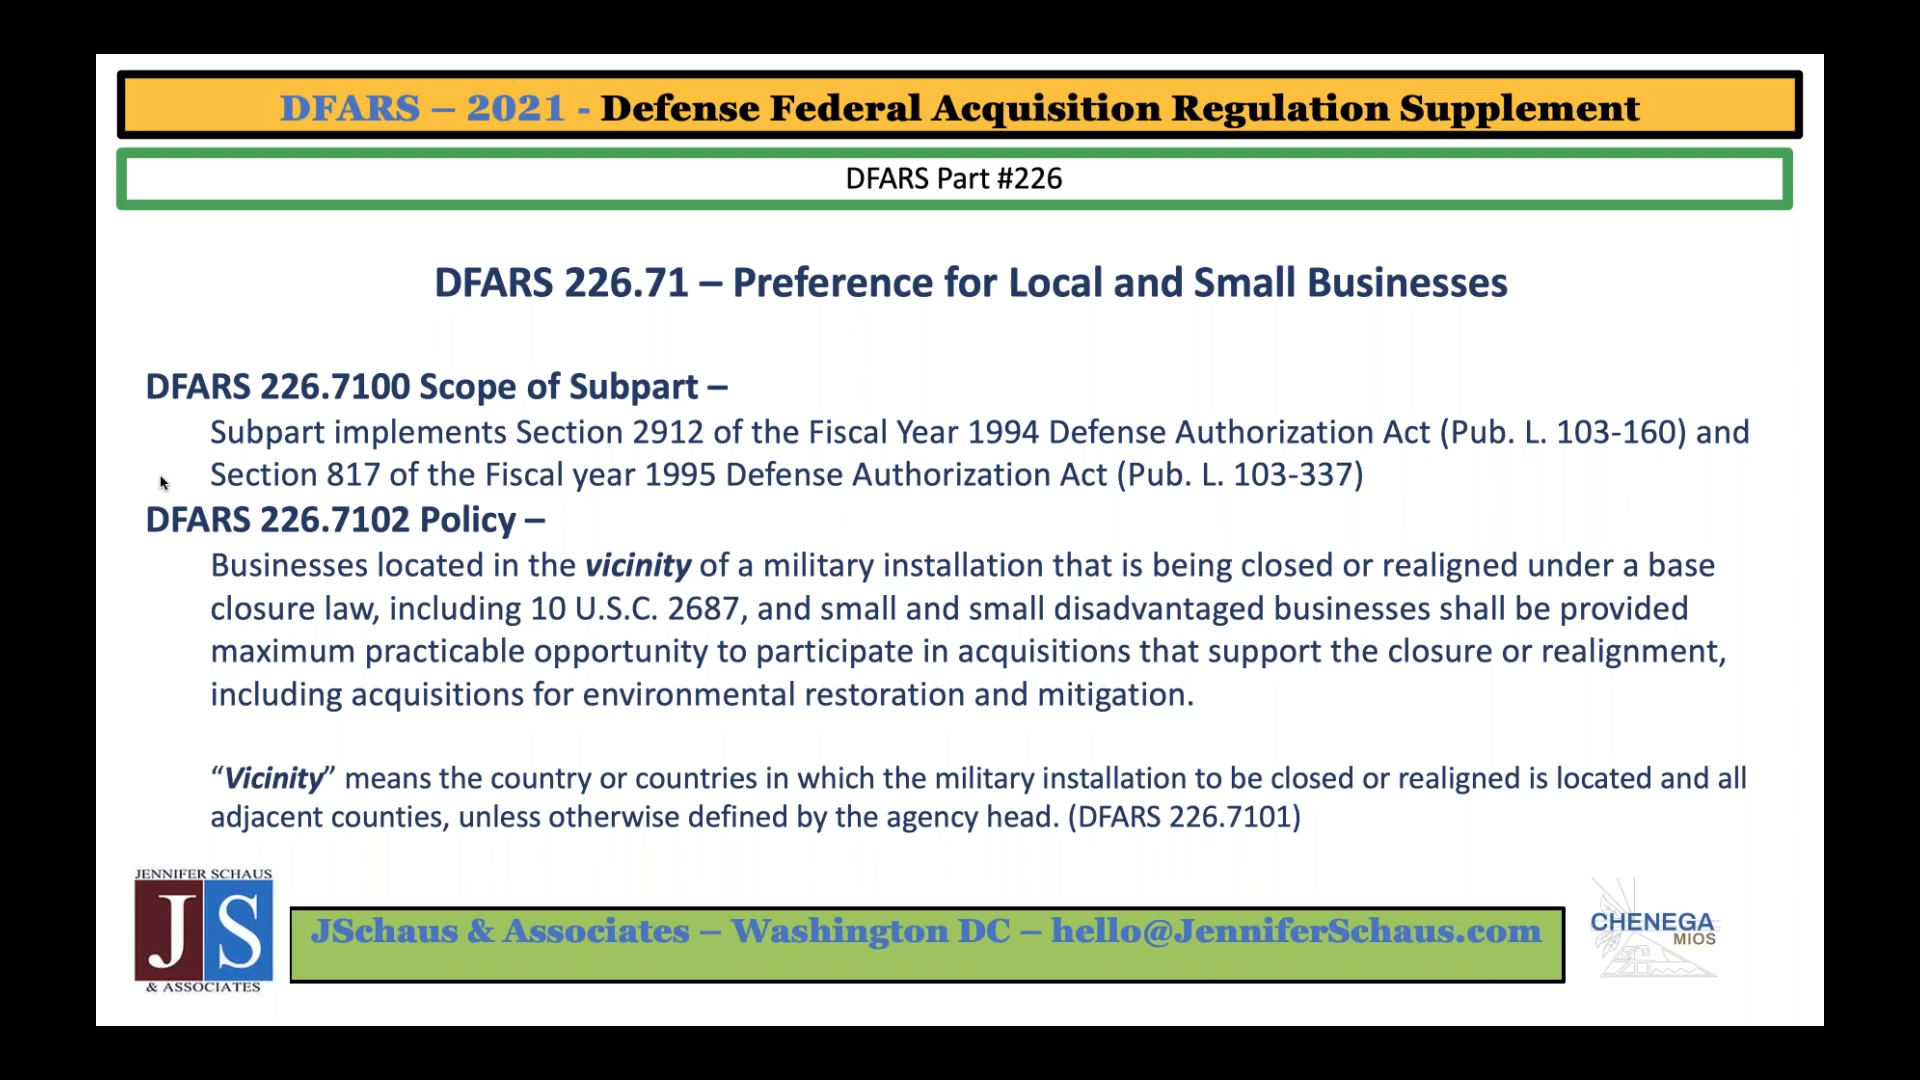 DFARS – 2021 - Defense Federal Acquisition Regulation Supplement
DFARS Part #226
DFARS 226.71 – Preference for Local and Small Businesses
DFARS 226.7100 Scope of Subpart –
Subpart implements Section 2912 of the Fiscal Year 1994 Defense Authorization Act (Pub. L. 103-160) and
Section 817 of the Fiscal year 1995 Defense Authorization Act (Pub. L. 103-337)
DFARS 226.7102 Policy –
Businesses located in the vicinity of a military installation that is being closed or realigned under a base
closure law, including 10 U.S.C. 2687, and small and small disadvantaged businesses shall be provided
maximum practicable opportunity to participate in acquisitions that support the closure or realignment,
including acquisitions for environmental restoration and mitigation.
“Vicinity” means the country or countries in which the military installation to be closed or realigned is located and all
adjacent counties, unless otherwise defined by the agency head. (DFARS 226.7101)
JENNIFER SCHAUS
JS
& ASSOCIATES
JSchaus & Associates – Washington DC – hello@JenniferSchaus.com
CHENEGA
MIOS